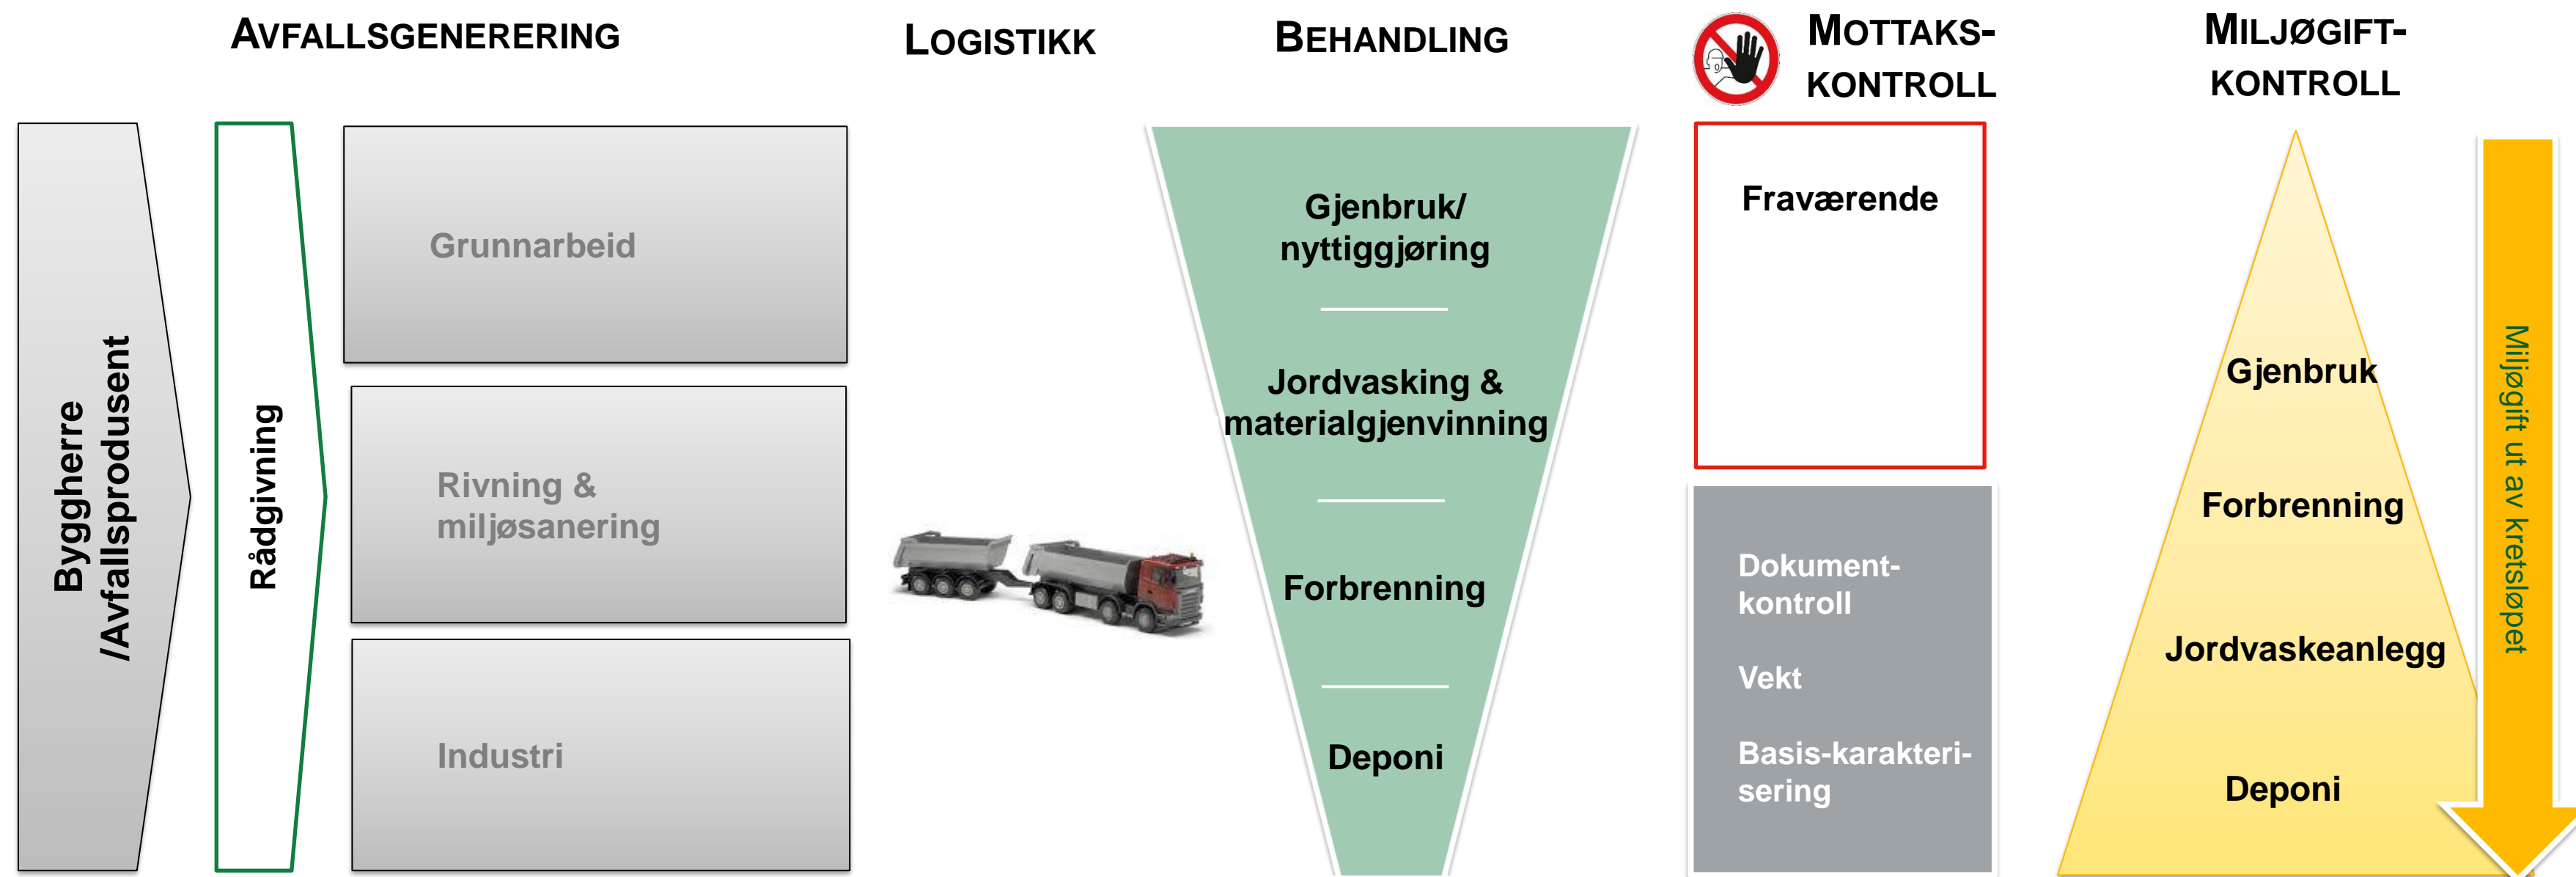 AVFALLSGENERERING
LOGISTIKK
BEHANDLING
MOTTAKS-
KONTROLL
MILJØGIFT-
KONTROLL
Byggherre
/Avfallsprodusent
Rådgivning
Grunnarbeid
Rivning &
miljøsanering
Industri
Gjenbruk/
nyttiggjøring
Jordvasking &
materialgjenvinning
Forbrenning
Deponi
Fraværende
Dokument-
kontroll
Vekt
Basis-karakteri-
sering
Gjenbruk
Forbrenning
Jordvaskeanlegg
Deponi
Miljøgift ut av kretsløpet